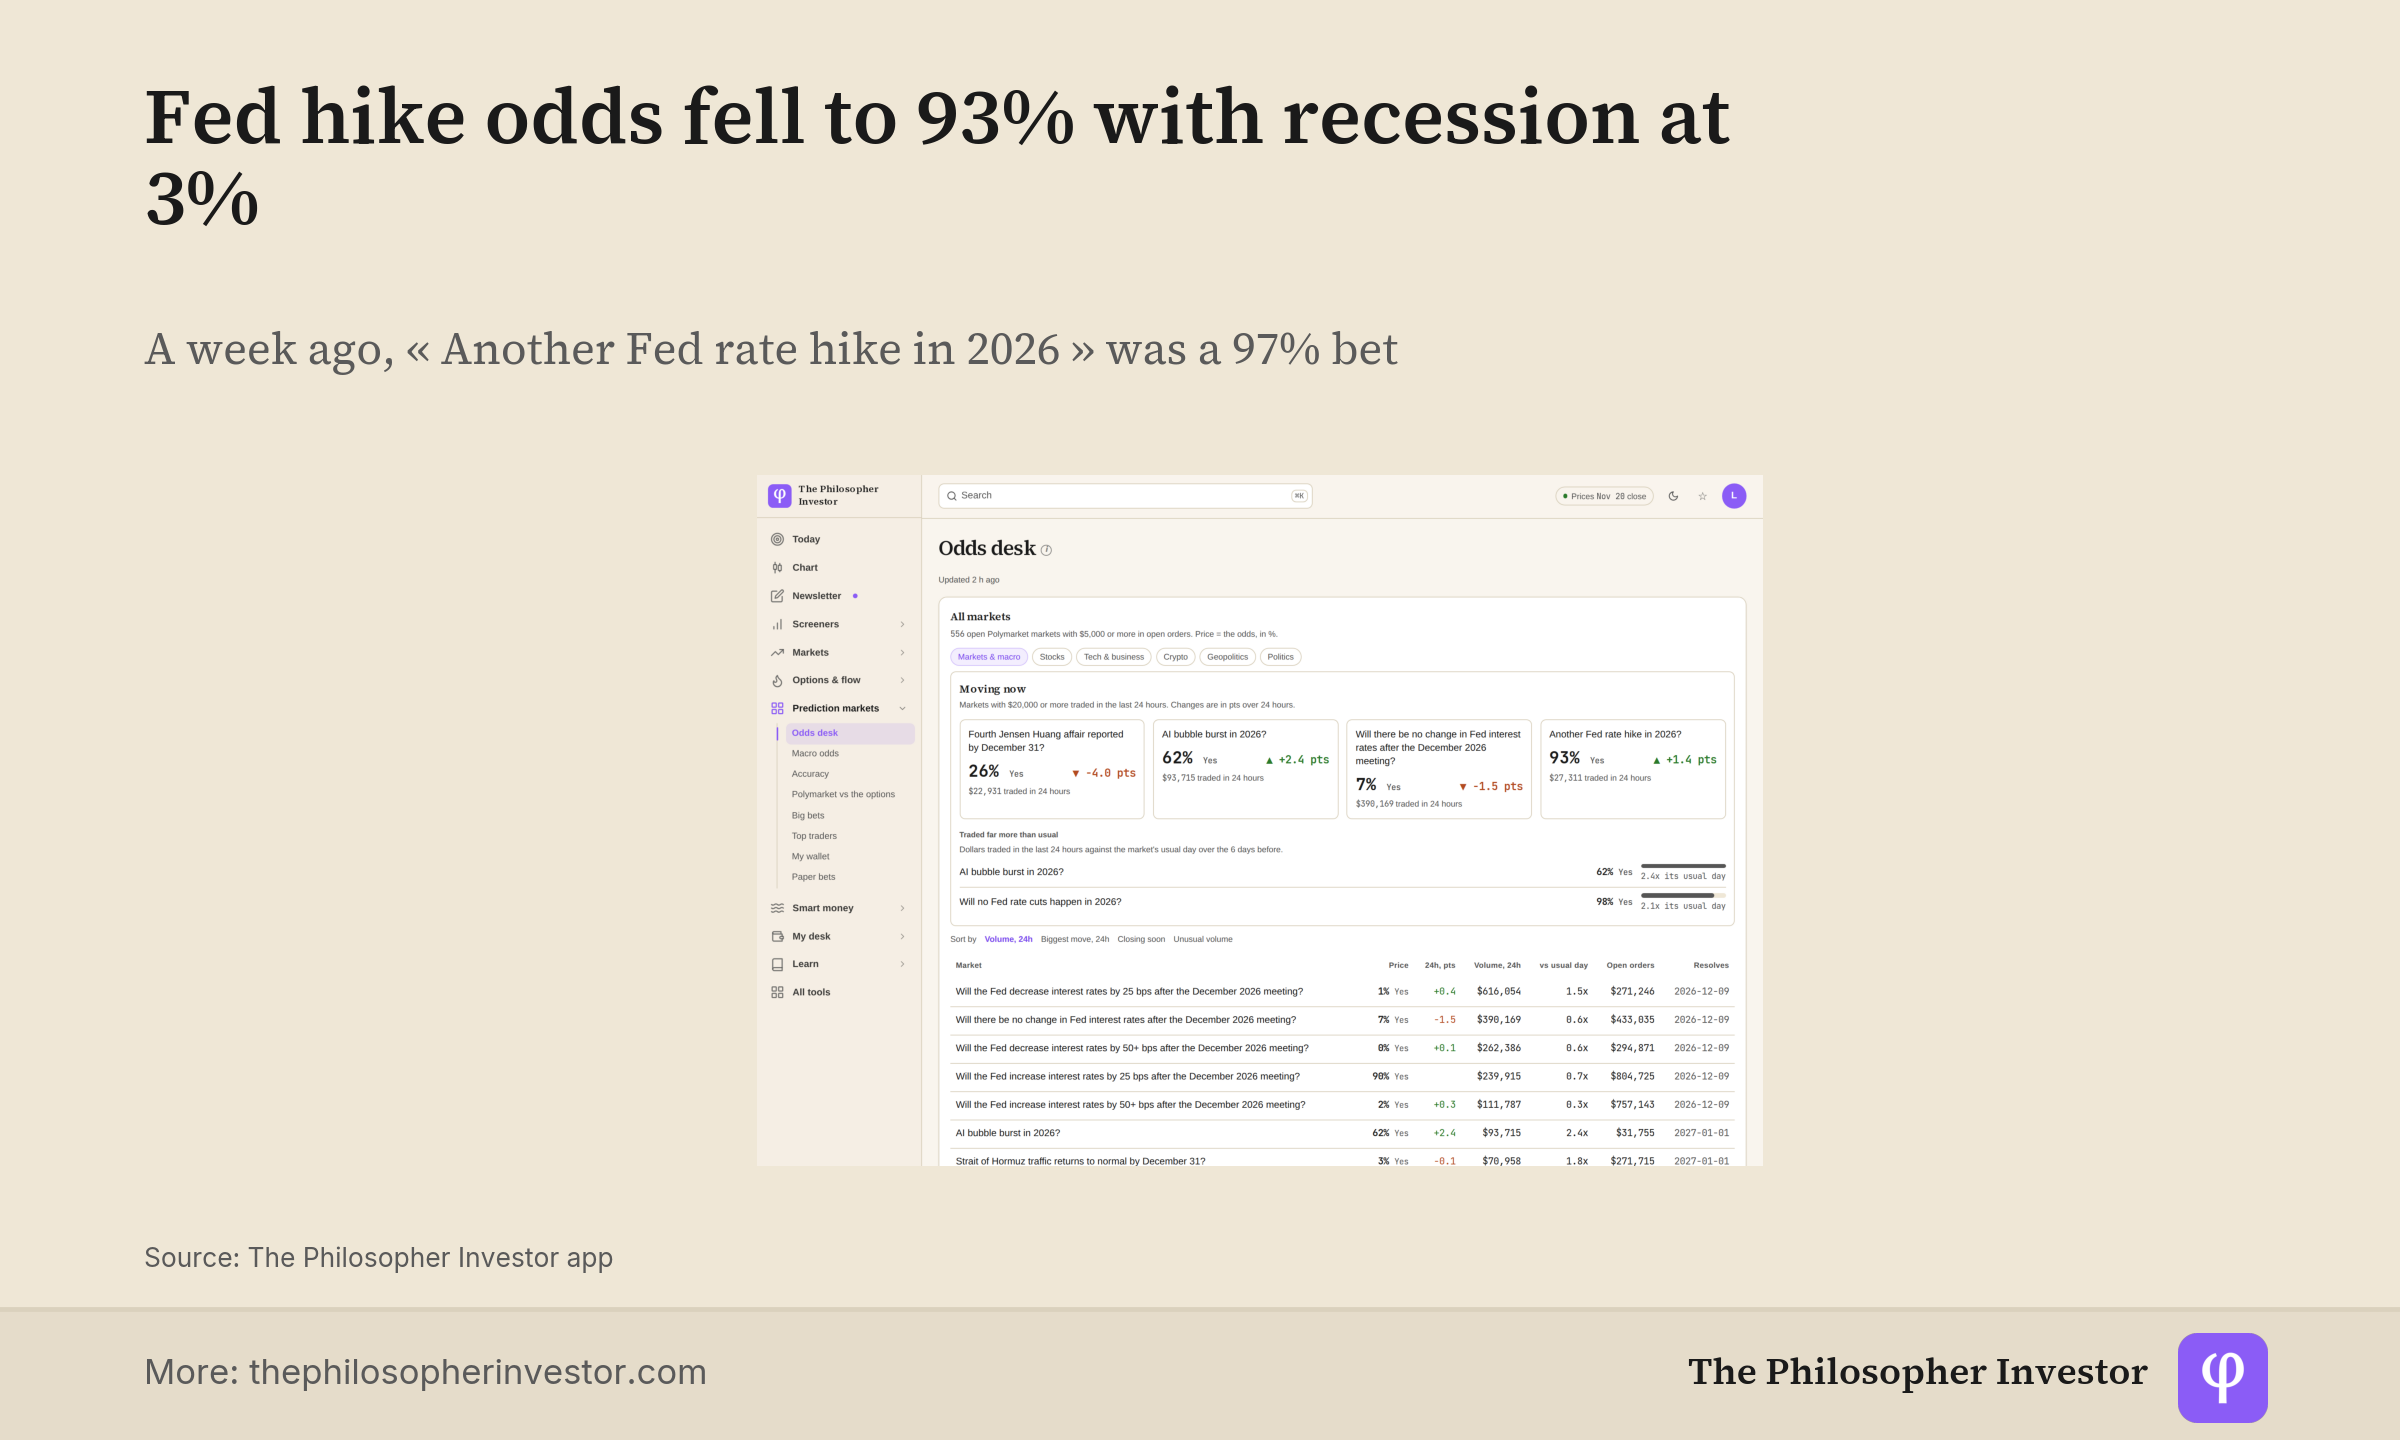 Fed hike odds fell to 93% with recession at
3%
A week ago, « Another Fed rate hike in 2026 » was a 97% bet
φ The Philosopher
Investor
Today
Chart
Newsletter
Screeners
Markets
Options & flow
Prediction markets
Odds desk
Macro odds
Accuracy
Polymarket vs the options
Big bets
Top traders
My wallet
Paper bets
Smart money
My desk
Learn
All tools
Search ⌘K
Prices Nov 20 close
L
Odds desk
Updated 2 h ago
All markets
556 open Polymarket markets with $5,000 or more in open orders. Price = the odds, in %.
Markets & macro Stocks Tech & business Crypto Geopolitics Politics
Moving now
Markets with $20,000 or more traded in the last 24 hours. Changes are in pts over 24 hours.
Fourth Jensen Huang affair reported
by December 31?
26% Yes ▼ -4.0 pts
$22,931 traded in 24 hours
AI bubble burst in 2026?
62% Yes ▲ +2.4 pts
$93,715 traded in 24 hours
Will there be no change in Fed interest
rates after the December 2026
meeting?
7% Yes ▼ -1.5 pts
$390,169 traded in 24 hours
Another Fed rate hike in 2026?
93% Yes ▲ +1.4 pts
$27,311 traded in 24 hours
Traded far more than usual
Dollars traded in the last 24 hours against the market's usual day over the 6 days before.
AI bubble burst in 2026? 62% Yes 2.4x its usual day
Will no Fed rate cuts happen in 2026? 98% Yes 2.1x its usual day
Sort by Volume, 24h Biggest move, 24h Closing soon Unusual volume
Market Price 24h, pts Volume, 24h vs usual day Open orders Resolves
Will the Fed decrease interest rates by 25 bps after the December 2026 meeting? 1% Yes +0.4 $616,054 1.5x $271,246 2026-12-09
Will there be no change in Fed interest rates after the December 2026 meeting? 7% Yes -1.5 $390,169 0.6x $433,035 2026-12-09
Will the Fed decrease interest rates by 50+ bps after the December 2026 meeting? 0% Yes +0.1 $262,386 0.6x $294,871 2026-12-09
Will the Fed increase interest rates by 25 bps after the December 2026 meeting? 90% Yes $239,915 0.7x $804,725 2026-12-09
Will the Fed increase interest rates by 50+ bps after the December 2026 meeting? 2% Yes +0.3 $111,787 0.3x $757,143 2026-12-09
AI bubble burst in 2026? 62% Yes +2.4 $93,715 2.4x $31,755 2027-01-01
Strait of Hormuz traffic returns to normal by December 31? 3% Yes -0.1 $70,958 1.8x $271,715 2027-01-01
Source: The Philosopher Investor app
More: thephilosopherinvestor.com
The Philosopher Investor φ